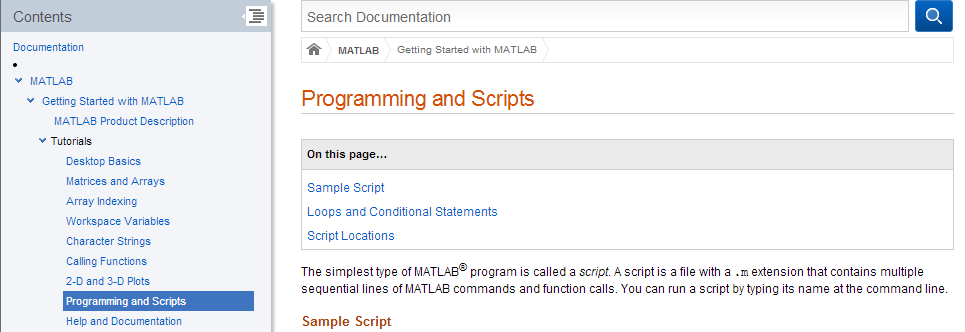 Contents
Documentation
MATLAB
Getting Started with MATLAB
MATLAB Product Description
Tutorials
Desktop Basics
Matrices and Arrays
Array Indexing
Workspace Variables
Character Strings
Calling Functions
2-D and 3-D Plots
Programming and Scripts
Help and Documentation
Search Documentation
MATLAB Getting Started with MATLAB
Programming and Scripts
On this page...
Sample Script
Loops and Conditional Statements
Script Locations
The simplest type of MATLAB® program is called a script. A script is a file with a .m extension that contains multiple
sequential lines of MATLAB commands and function calls. You can run a script by typing its name at the command line.
Sample Script